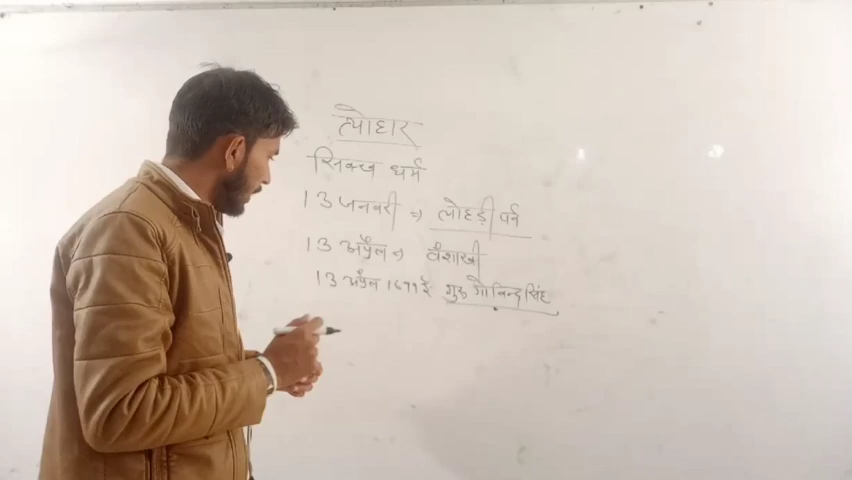 त्योहार
सिक्ख धर्म
13 जनवरी => लोहड़ी पर्व
13 अप्रैल => वैशाखी
13 अप्रैल 1699 ई गुरु गोविन्द सिंह